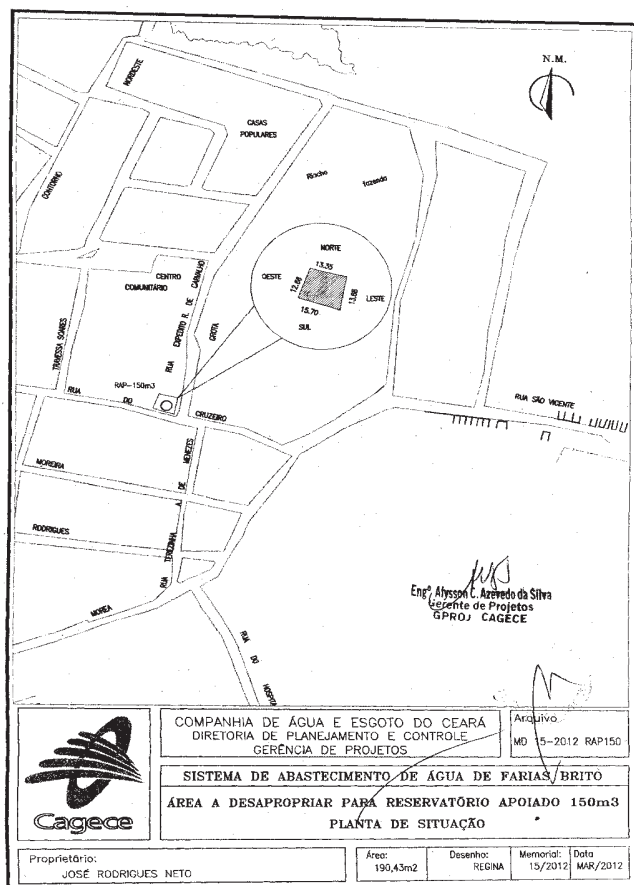 N.M.
NORDESTE
CASAS
POPULARES
Riacho
fazenda
CONTORNO
NORTE
13.35
OESTE
12.68
13.68
LESTE
15.70
SUL
CENTRO
COMUNITÁRIO
RUA EXPEDITO R. DE CARVALHO
GROTA
TRAVESSA SOARES
RAP-150m3
RUA DO CRUZEIRO
RUA SÃO VICENTE
MOREIRA
RUA TEREZINHA A. DE MENEZES
RODRIGUES
MOREA
RUA DO HOSPITA
Engº Alysson C. Azevedo da Silva
Gerente de Projetos
GPROJ CAGECE
Cagece
COMPANHIA DE ÁGUA E ESGOTO DO CEARÁ
DIRETORIA DE PLANEJAMENTO E CONTROLE
GERÊNCIA DE PROJETOS
Arquivo
MD 15-2012 RAP150
SISTEMA DE ABASTECIMENTO DE ÁGUA DE FARIAS BRITO
ÁREA A DESAPROPRIAR PARA RESERVATÓRIO APOIADO 150m3
PLANTA DE SITUAÇÃO
Proprietário:
JOSÉ RODRIGUES NETO
Área:
190,43m2
Desenho:
REGINA
Memorial:
15/2012
Data
MAR/2012